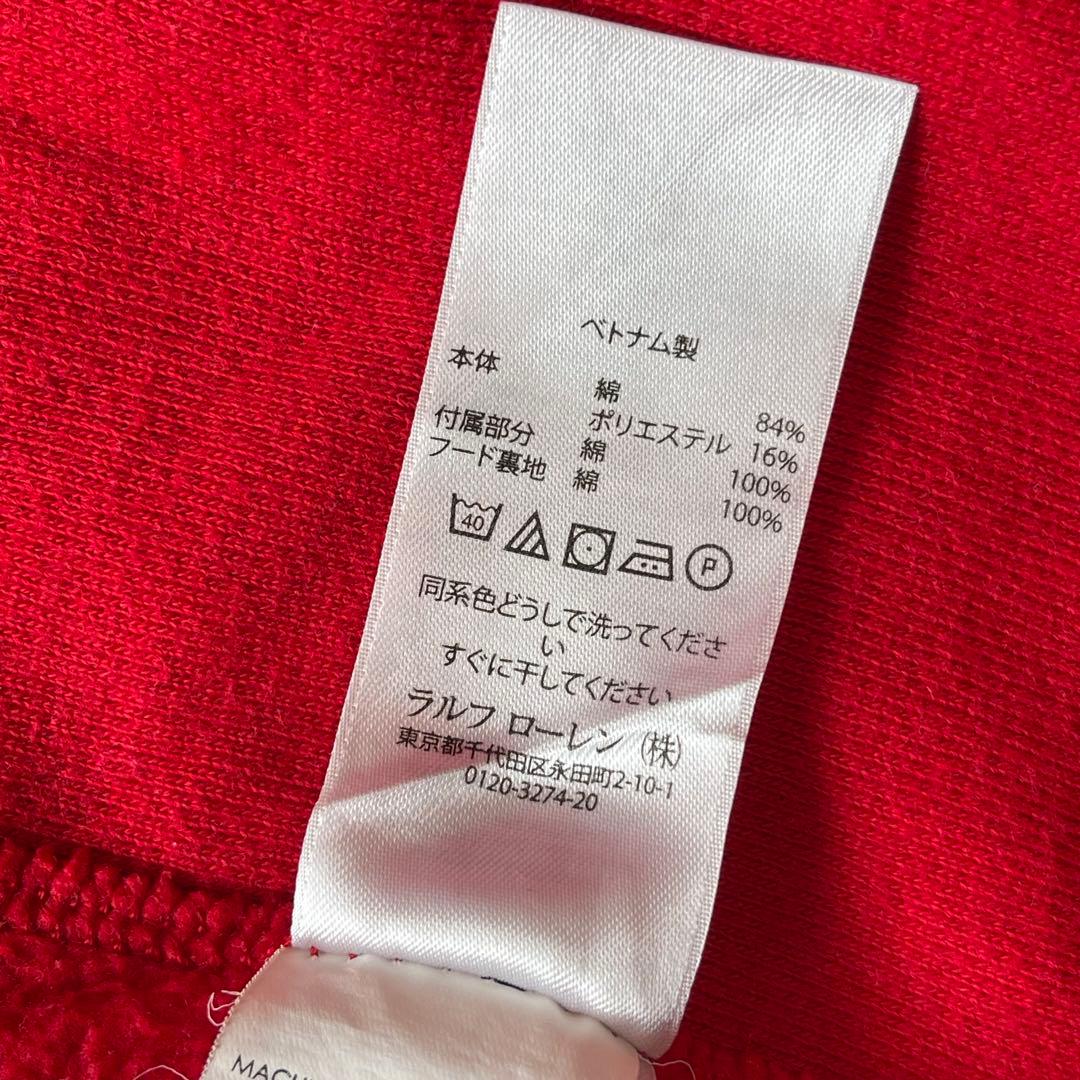 ベトナム製
本体 綿 84%
ポリエステル 16%
付属部分 綿 100%
フード裏地 綿 100%
40 P
同系色どうしで洗ってくださ
い
すぐに干してください
ラルフ ローレン (株)
東京都千代田区永田町2-10-1
0120-3274-20